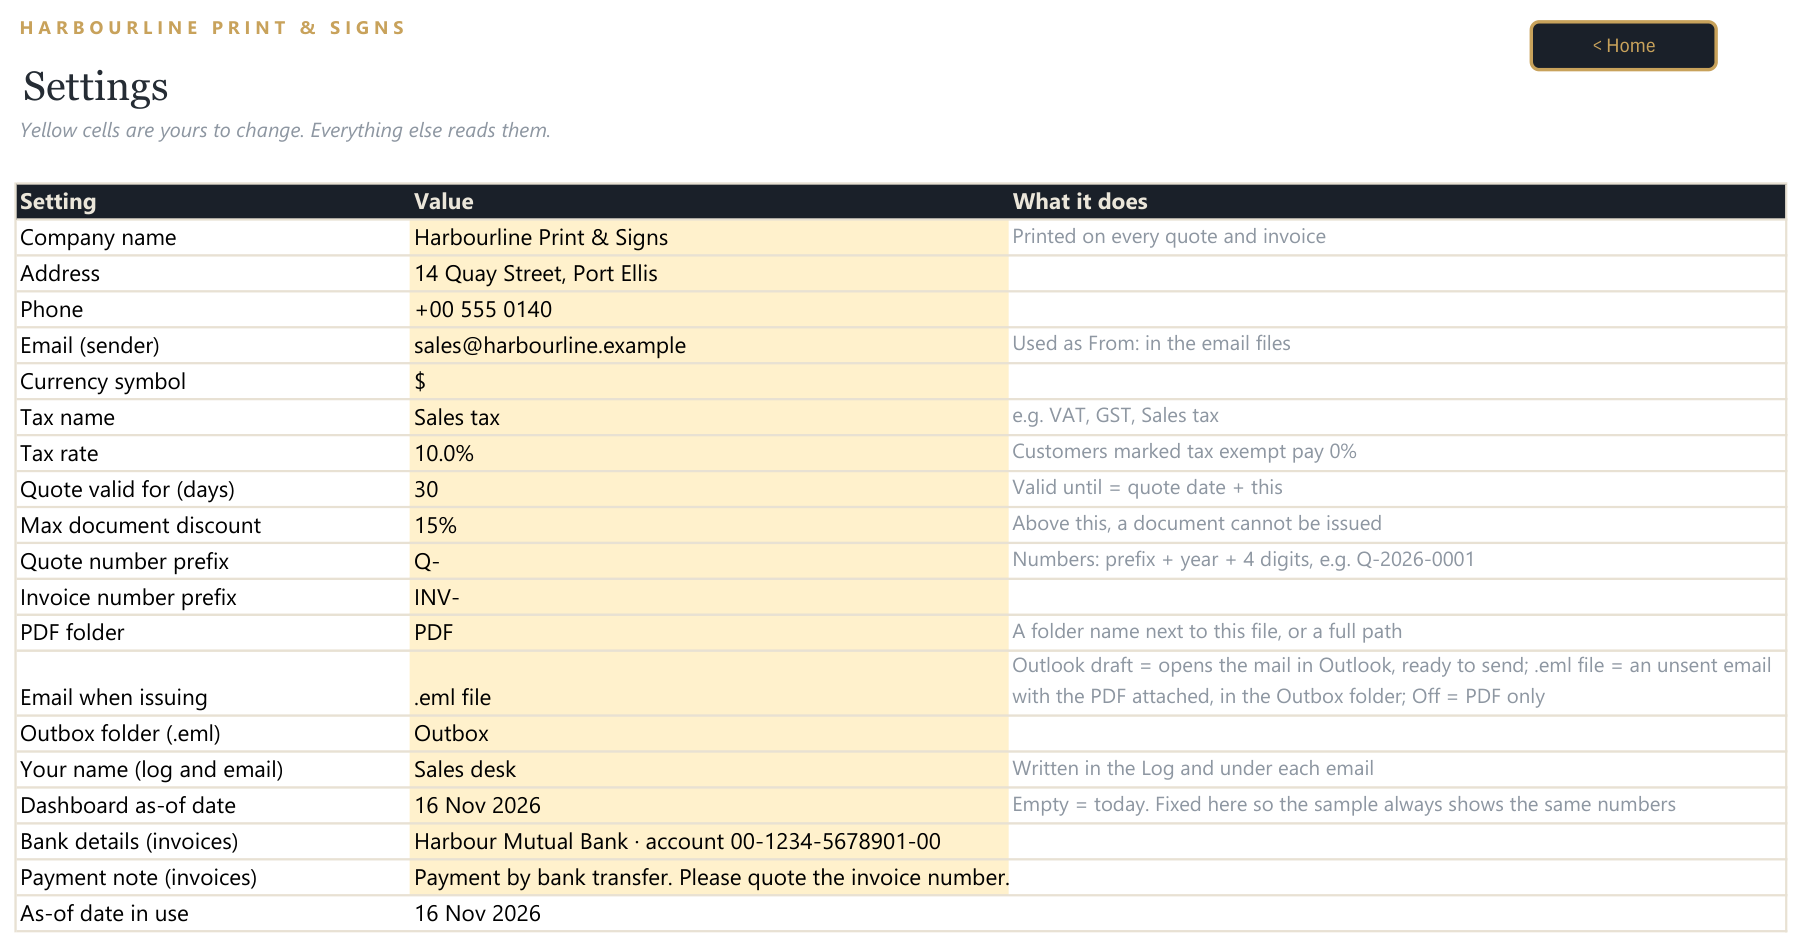 HARBOURLINE PRINT & SIGNS
< Home
Settings
Yellow cells are yours to change. Everything else reads them.
Setting Value What it does
Company name Harbourline Print & Signs Printed on every quote and invoice
Address 14 Quay Street, Port Ellis
Phone +00 555 0140
Email (sender) sales@harbourline.example Used as From: in the email files
Currency symbol $
Tax name Sales tax e.g. VAT, GST, Sales tax
Tax rate 10.0% Customers marked tax exempt pay 0%
Quote valid for (days) 30 Valid until = quote date + this
Max document discount 15% Above this, a document cannot be issued
Quote number prefix Q- Numbers: prefix + year + 4 digits, e.g. Q-2026-0001
Invoice number prefix INV-
PDF folder PDF A folder name next to this file, or a full path
Outlook draft = opens the mail in Outlook, ready to send; .eml file = an unsent email
Email when issuing .eml file with the PDF attached, in the Outbox folder; Off = PDF only
Outbox folder (.eml) Outbox
Your name (log and email) Sales desk Written in the Log and under each email
Dashboard as-of date 16 Nov 2026 Empty = today. Fixed here so the sample always shows the same numbers
Bank details (invoices) Harbour Mutual Bank · account 00-1234-5678901-00
Payment note (invoices) Payment by bank transfer. Please quote the invoice number.
As-of date in use 16 Nov 2026